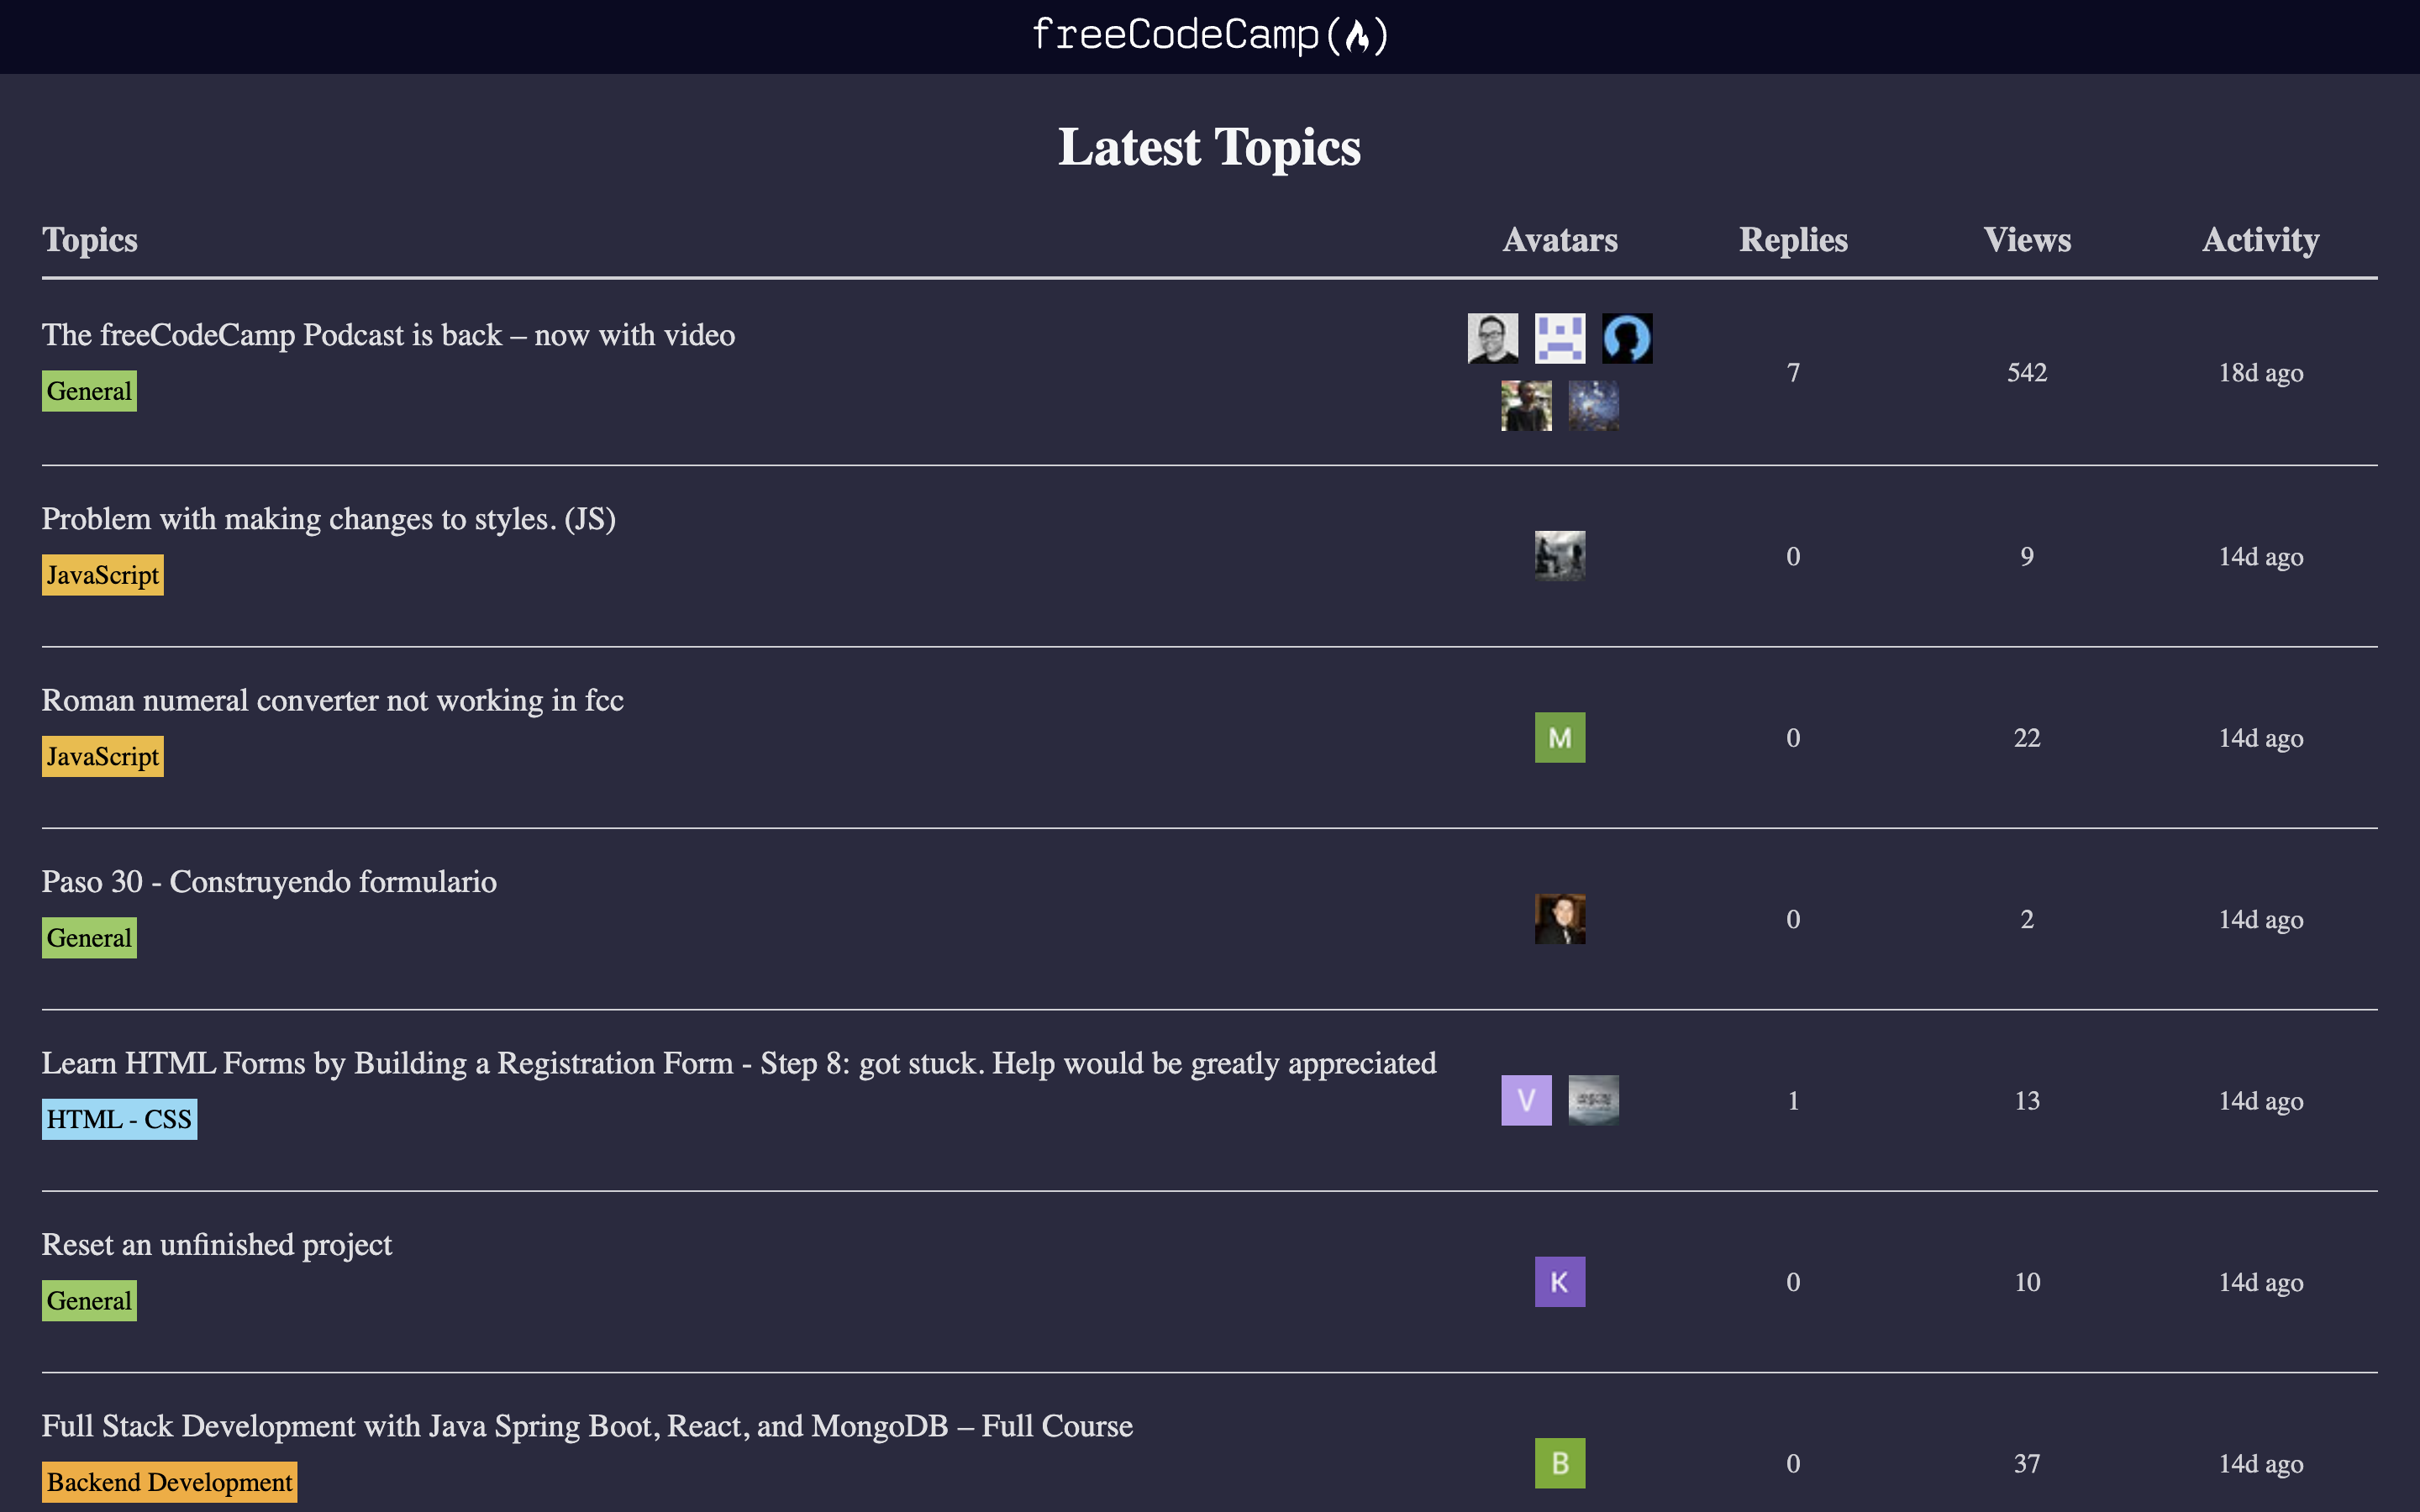 freeCodeCamp
Latest Topics
Topics Avatars Replies Views Activity
The freeCodeCamp Podcast is back – now with video
General
7 542 18d ago
Problem with making changes to styles. (JS)
JavaScript
0 9 14d ago
Roman numeral converter not working in fcc
JavaScript
M 0 22 14d ago
Paso 30 - Construyendo formulario
General
0 2 14d ago
Learn HTML Forms by Building a Registration Form - Step 8: got stuck. Help would be greatly appreciated
HTML - CSS
V 1 13 14d ago
Reset an unfinished project
General
K 0 10 14d ago
Full Stack Development with Java Spring Boot, React, and MongoDB – Full Course
Backend Development
B 0 37 14d ago